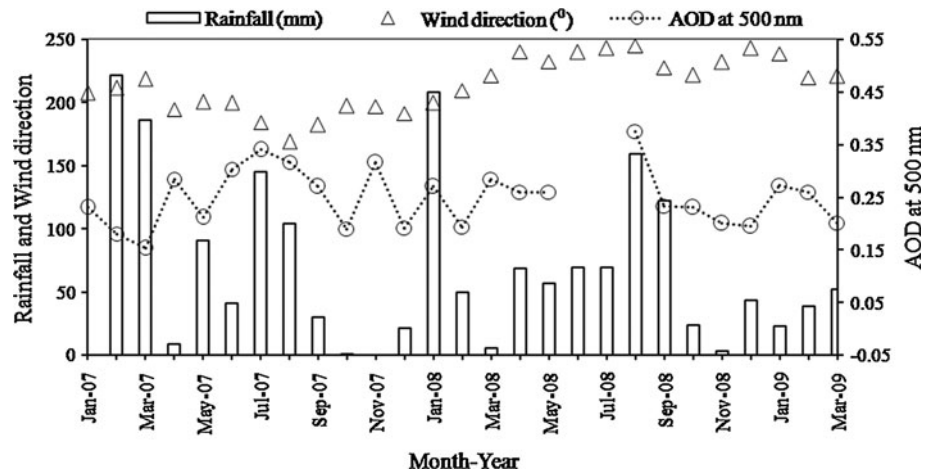 Rainfall (mm) Wind direction (⁰) AOD at 500 nm
250
200
150
100
50
0
Rainfall and Wind direction
0.55
0.45
0.35
0.25
0.15
0.05
-0.05
AOD at 500 nm
Jan-07
Mar-07
May-07
Jul-07
Sep-07
Nov-07
Jan-08
Mar-08
May-08
Jul-08
Sep-08
Nov-08
Jan-09
Mar-09
Month-Year